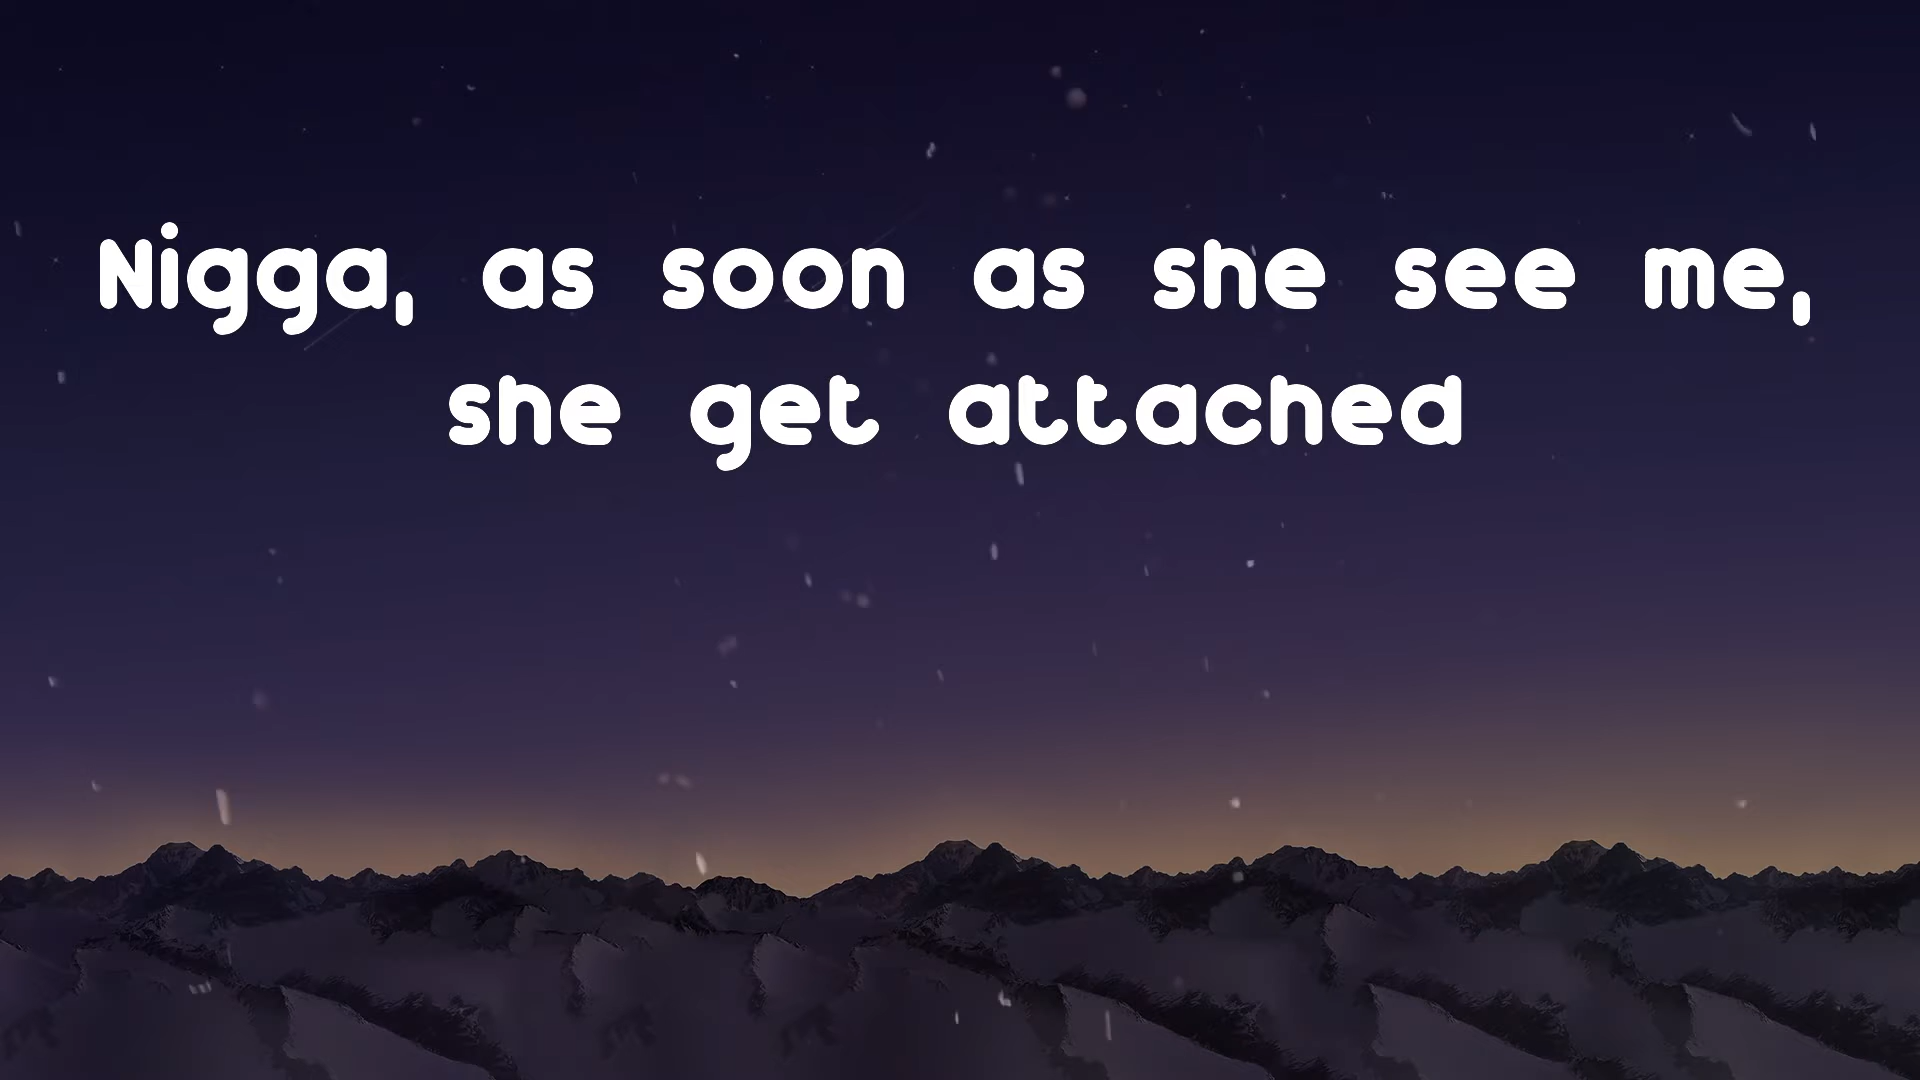 Nigga, as soon as she see me,
she get attached